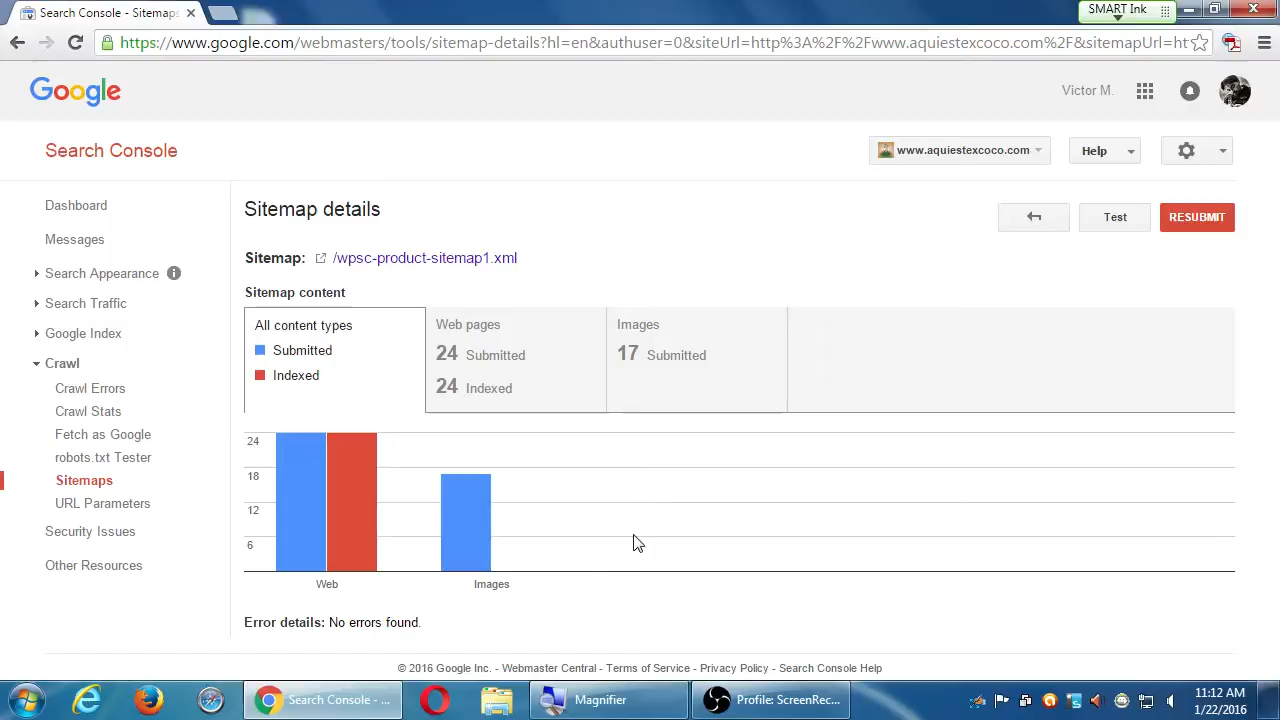 Search Console - Sitemaps
SMART Ink
https://www.google.com/webmasters/tools/sitemap-details?hl=en&authuser=0&siteUrl=http%3A%2F%2Fwww.aquiestexcoco.com%2F&sitemapUrl=ht
Google
Victor M.
Search Console
www.aquiestexcoco.com
Help
Dashboard
Messages
Search Appearance
Search Traffic
Google Index
Crawl
Crawl Errors
Crawl Stats
Fetch as Google
robots.txt Tester
Sitemaps
URL Parameters
Security Issues
Other Resources
Sitemap details
Test
RESUBMIT
Sitemap: /wpsc-product-sitemap1.xml
Sitemap content
All content types
Submitted
Indexed
Web pages
24 Submitted
24 Indexed
Images
17 Submitted
24
18
12
6
Web
Images
Error details: No errors found.
© 2016 Google Inc. - Webmaster Central - Terms of Service - Privacy Policy - Search Console Help
Search Console - ...
Magnifier
Profile: ScreenRec...
11:12 AM
1/22/2016